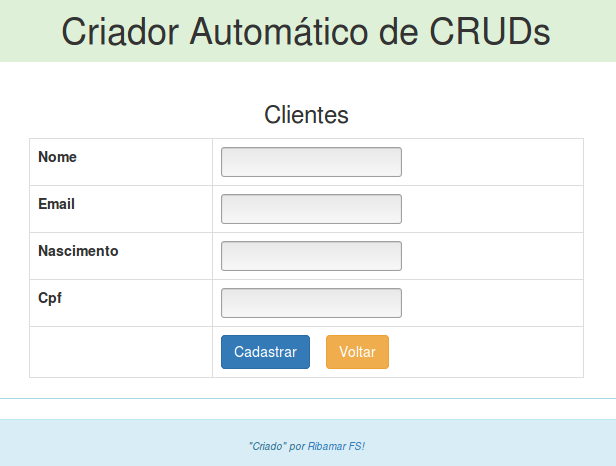 Criador Automático de CRUDs
Clientes
Nome
Email
Nascimento
Cpf
Cadastrar Voltar
"Criado" por Ribamar FS!